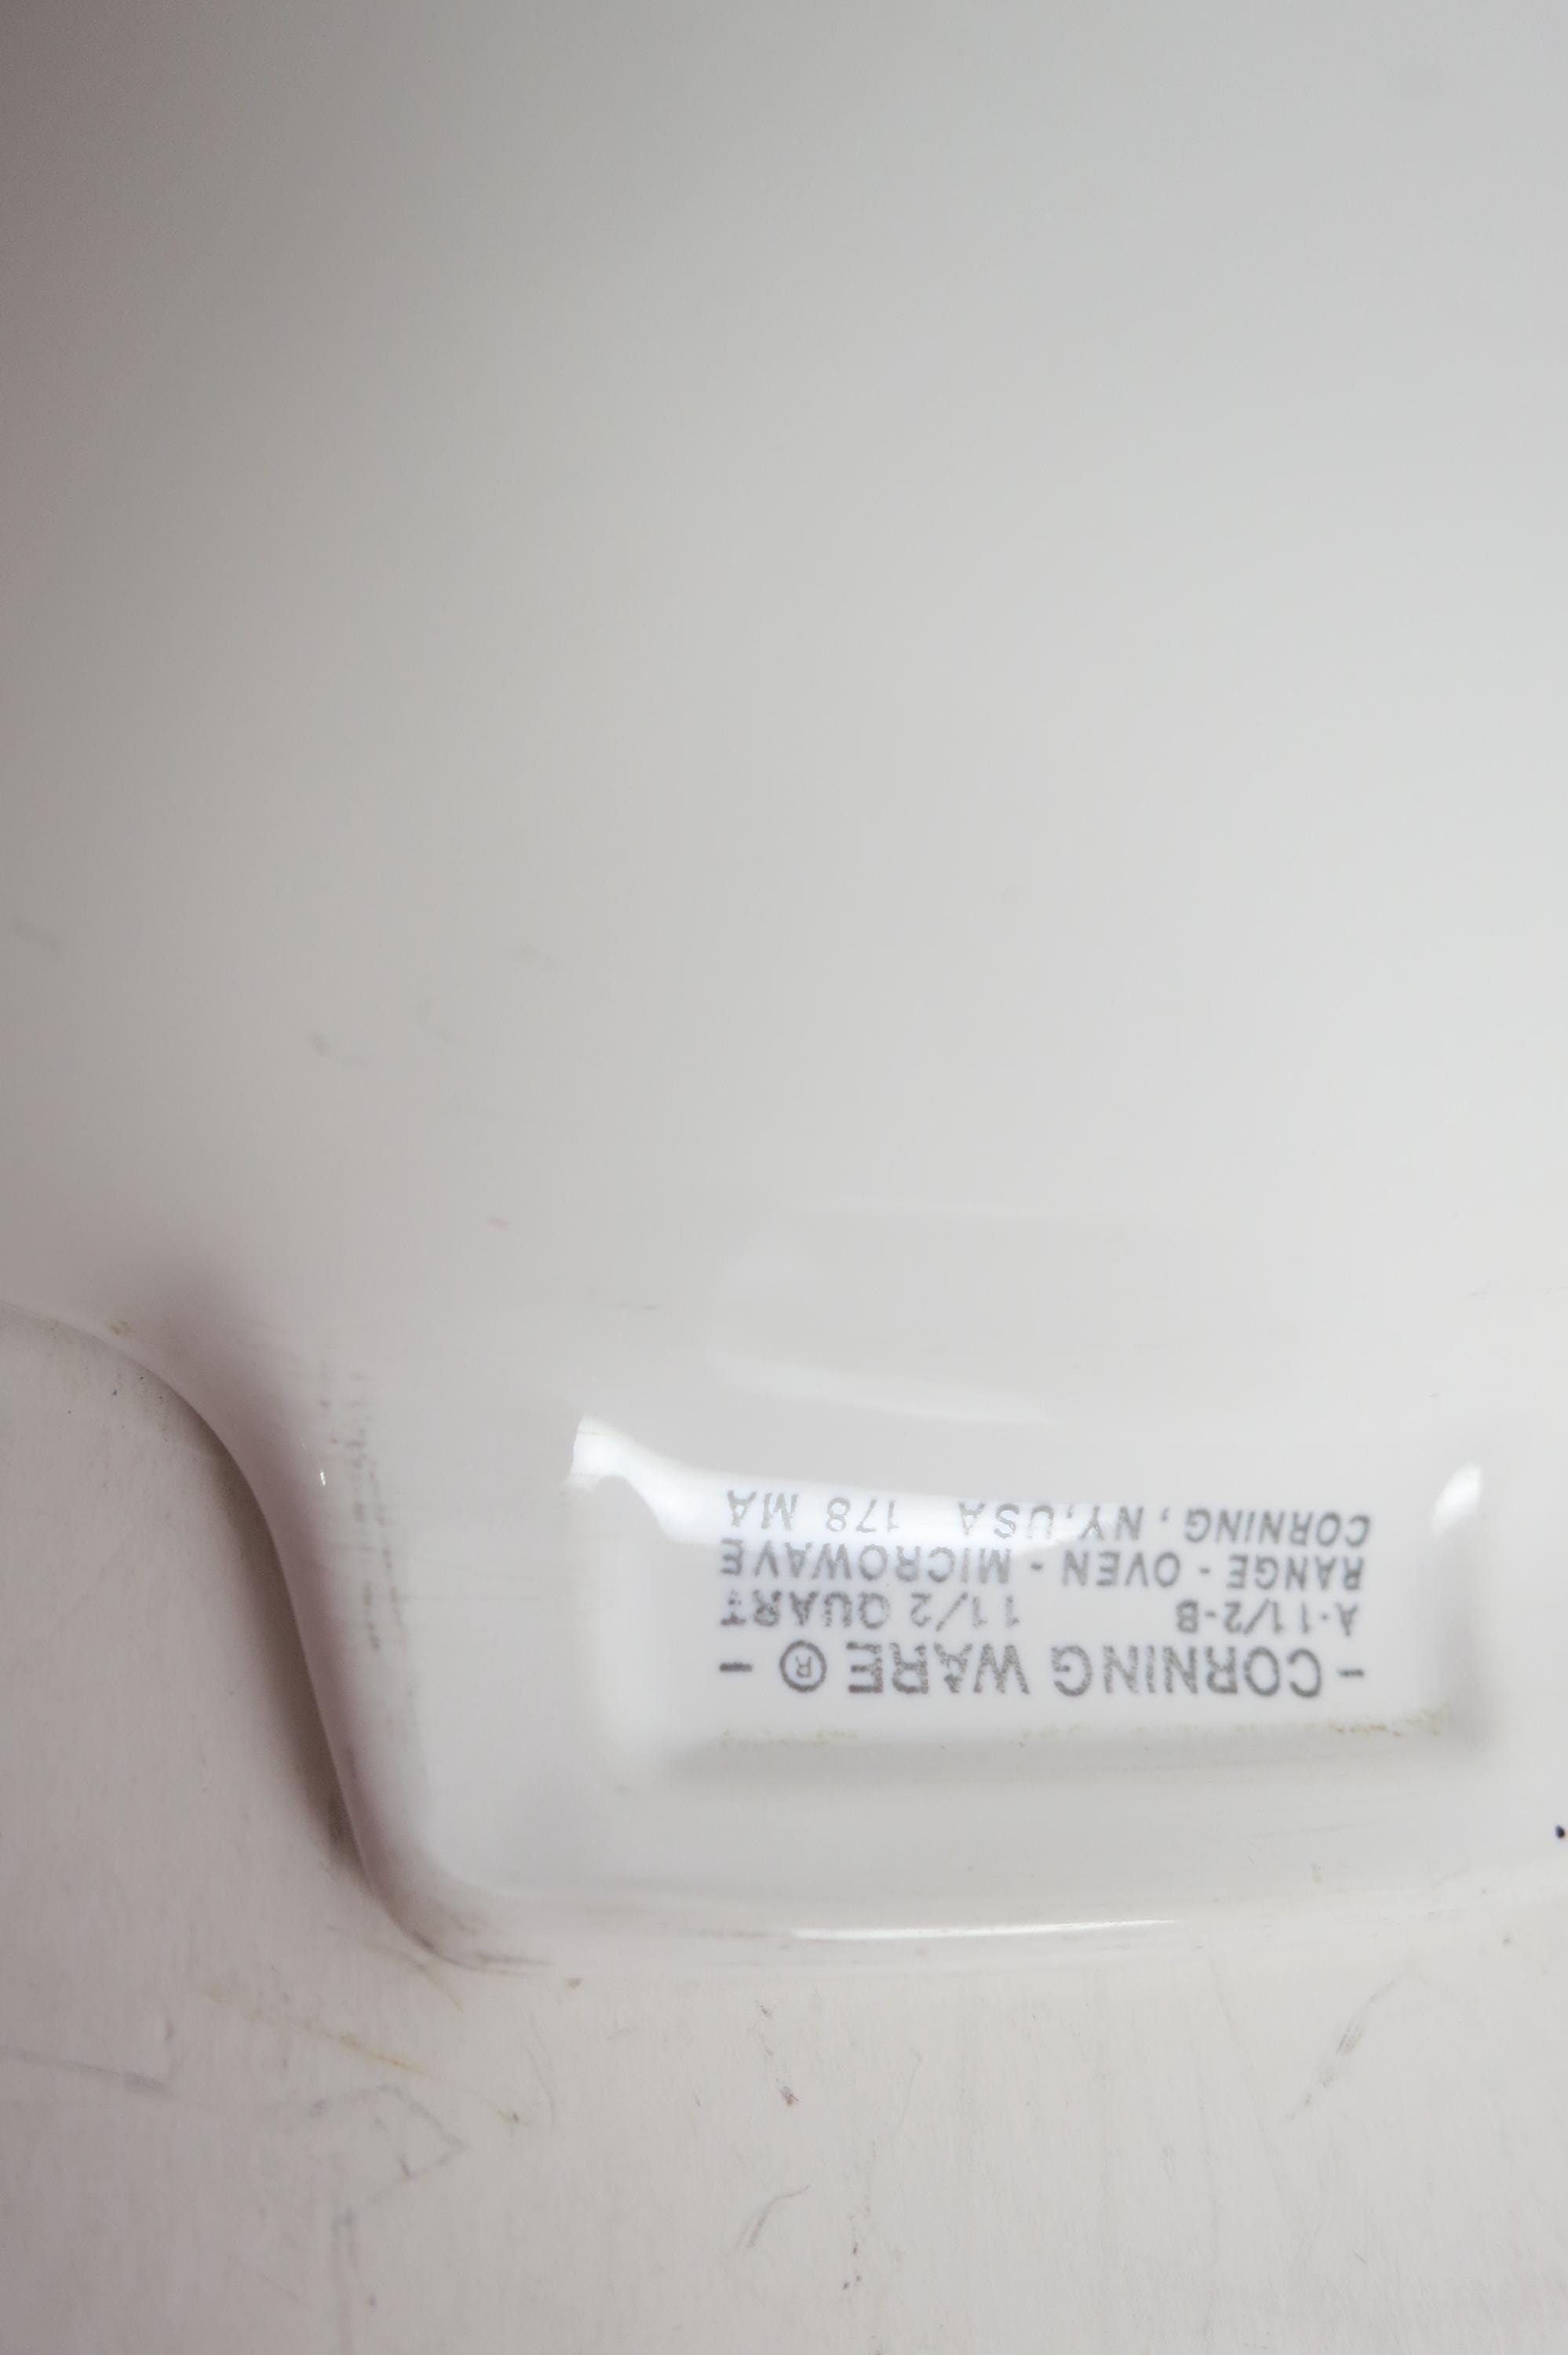 - CORNING WARE ® -
A-1 1/2-B 1 1/2 QUART
RANGE - OVEN - MICROWAVE
CORNING, NY, USA 178 MA